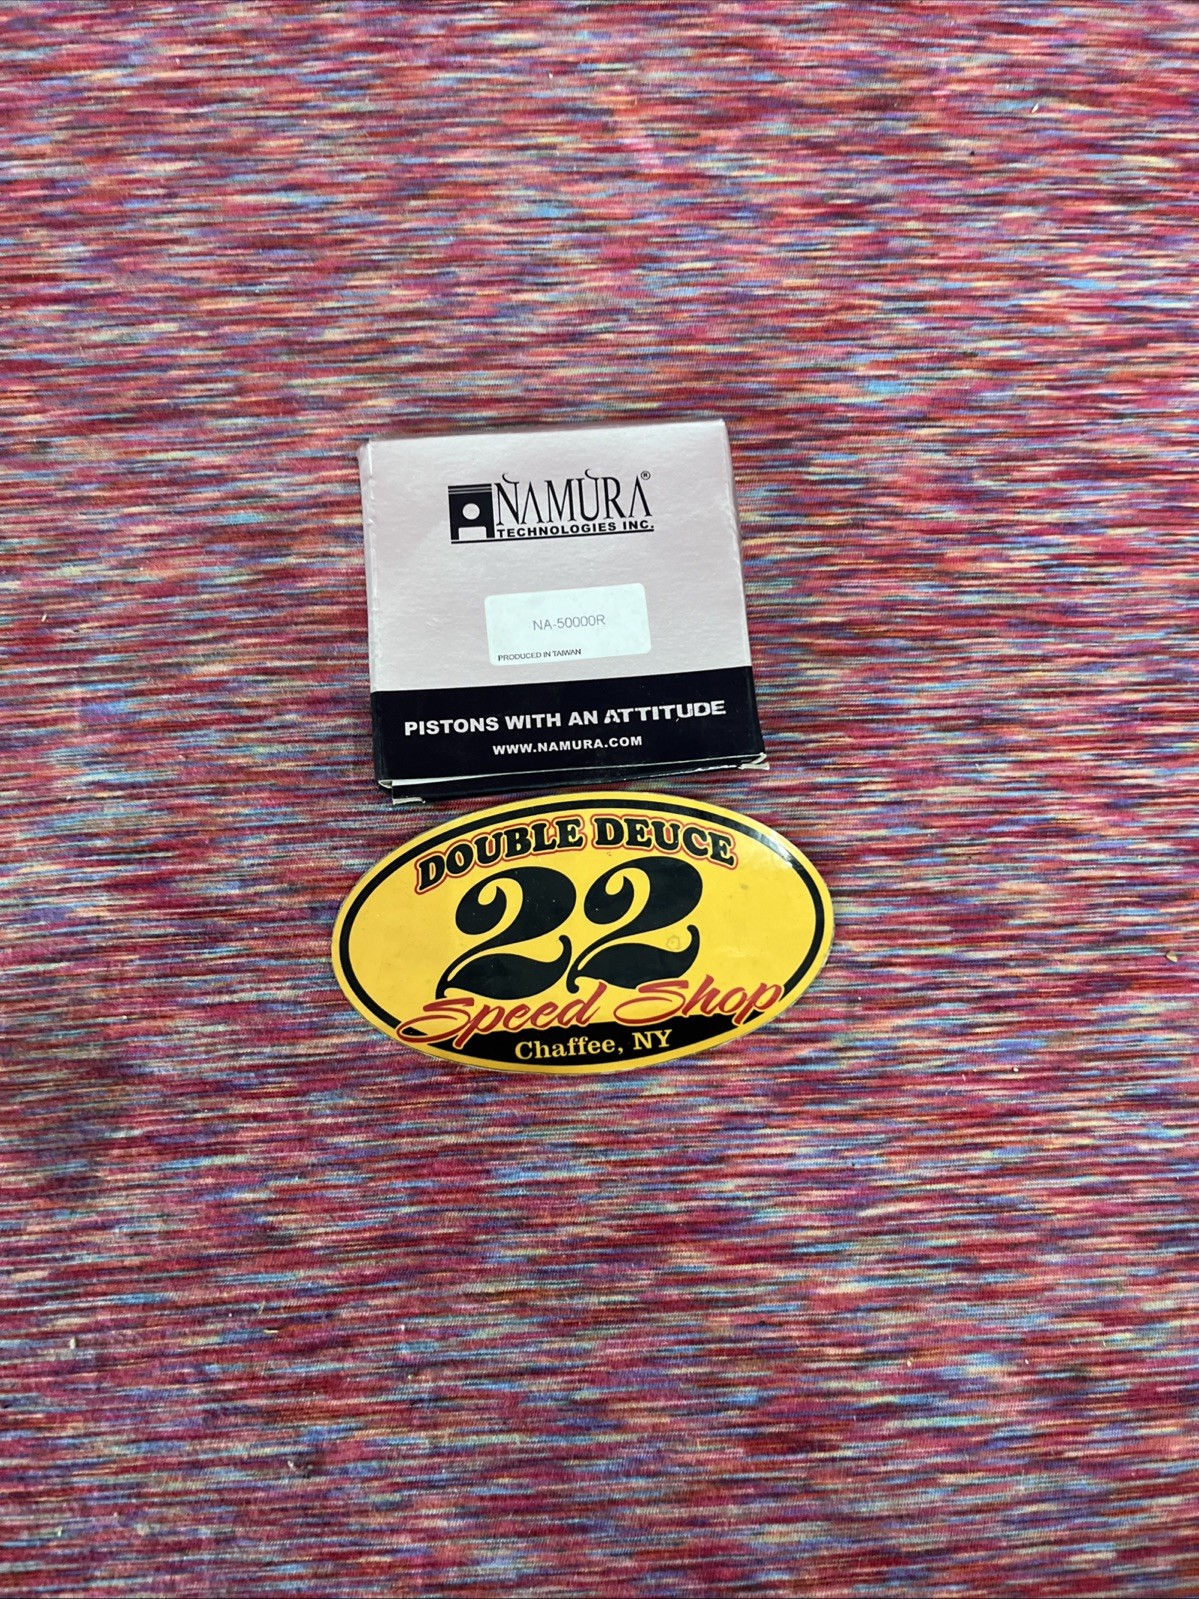 NAMURA®
TECHNOLOGIES INC.
NA-50000R
PRODUCED IN TAIWAN
PISTONS WITH AN ATTITUDE
WWW.NAMURA.COM
DOUBLE DEUCE
22
Speed Shop
Chaffee, NY